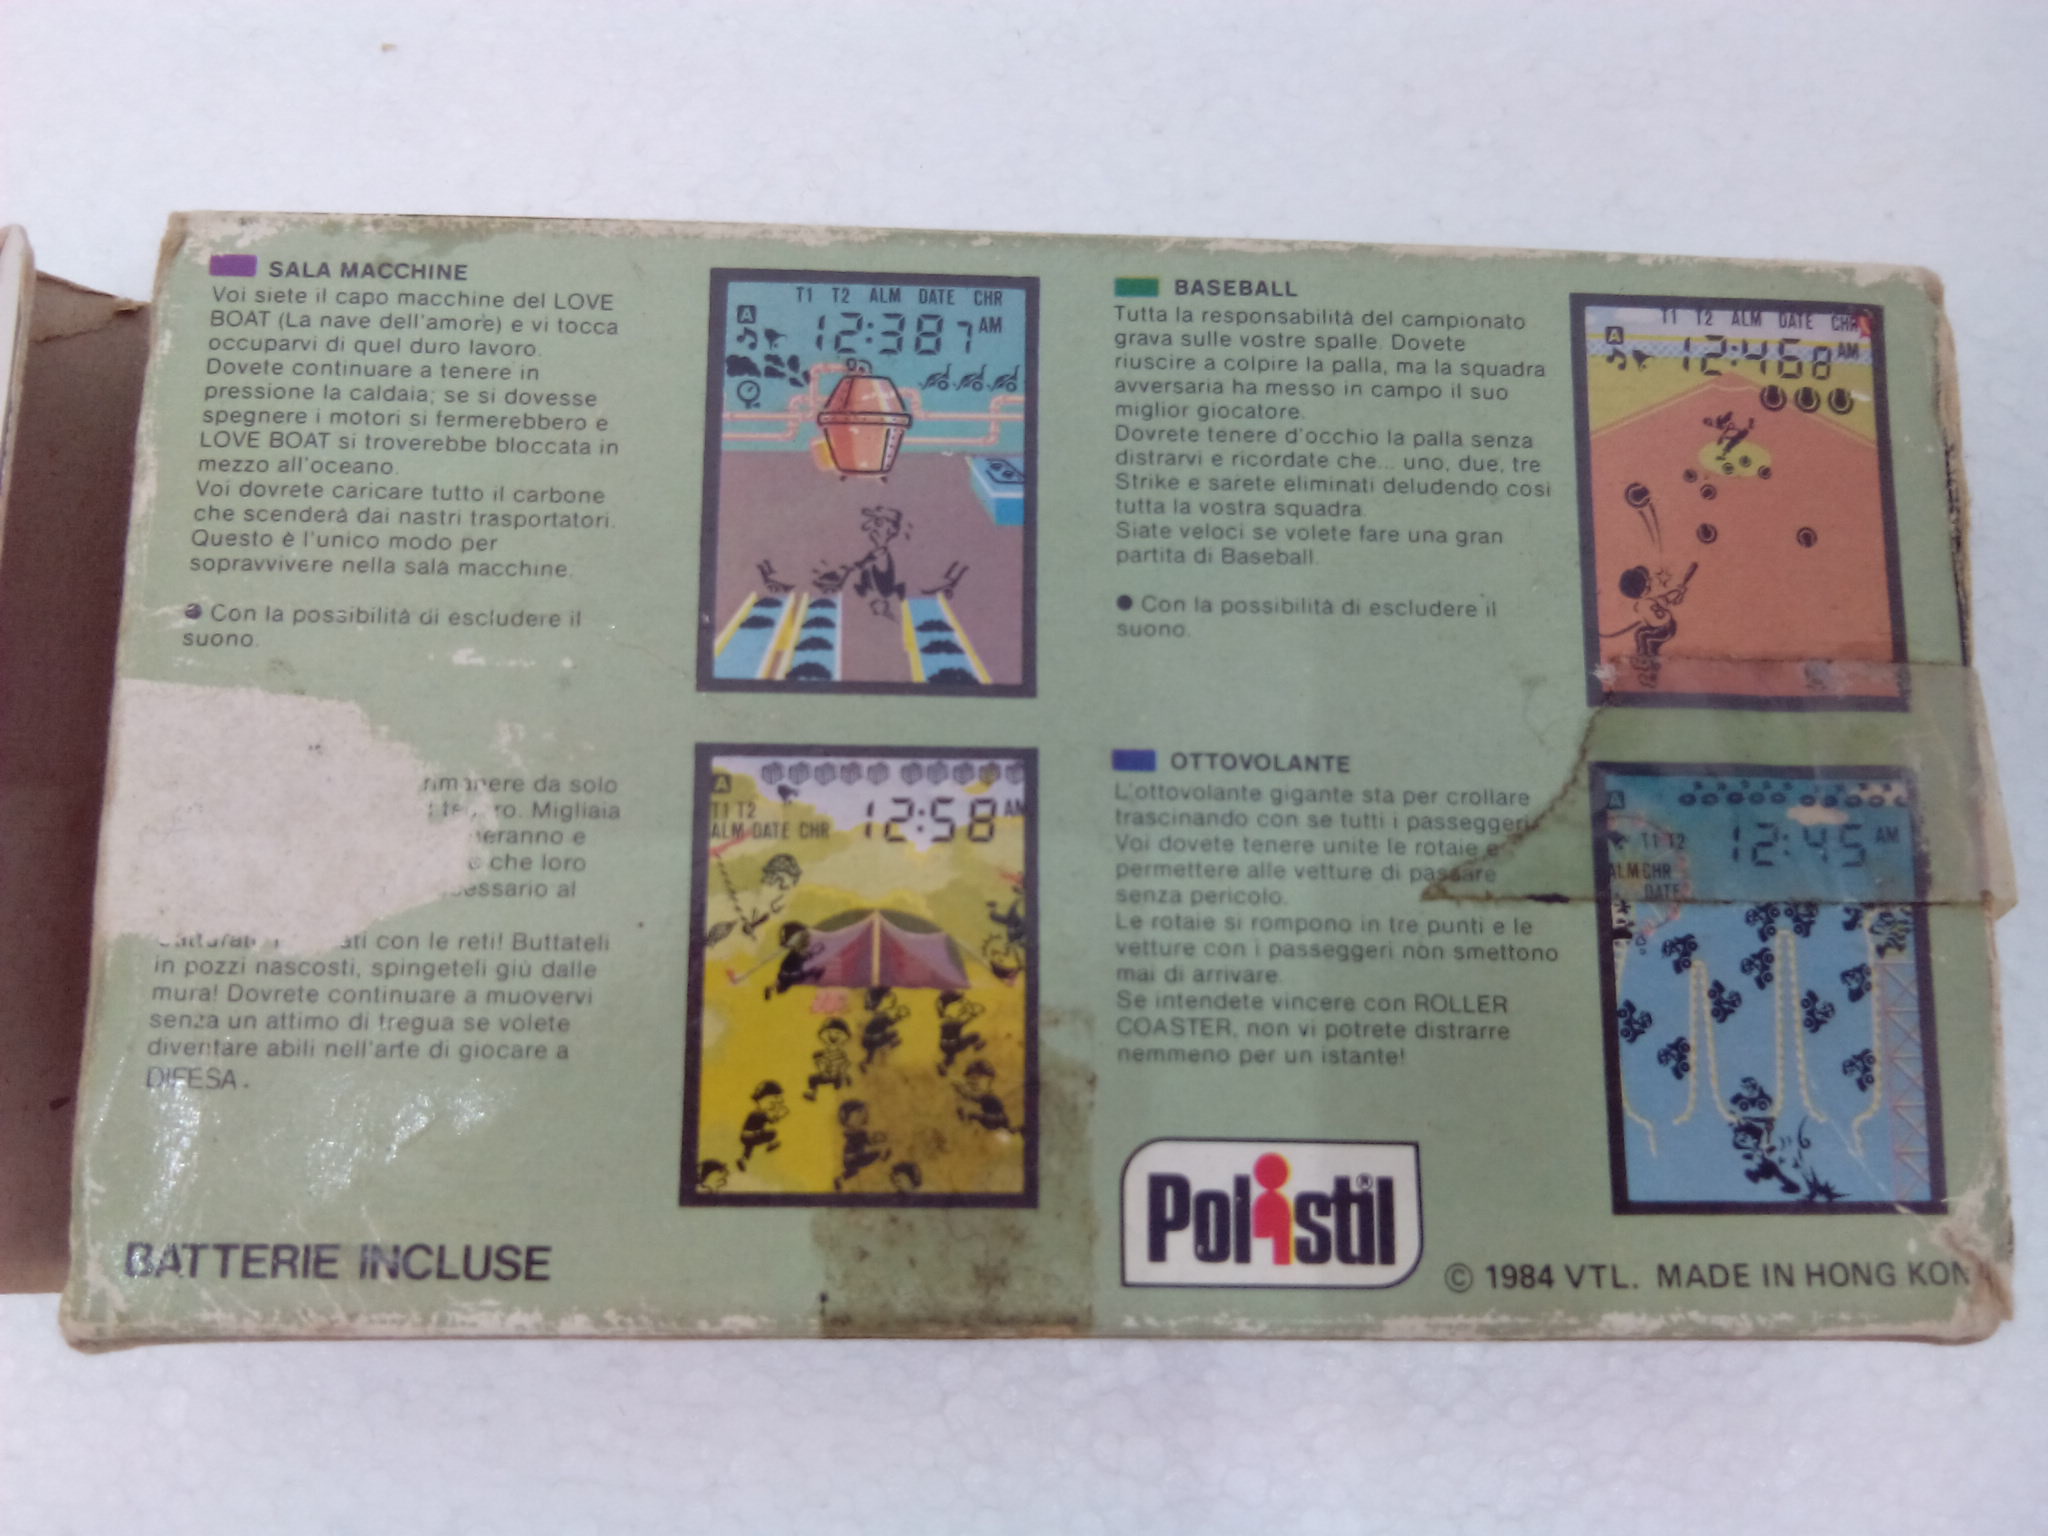 SALA MACCHINE
Voi siete il capo macchine del LOVE
BOAT (La nave dell'amore) e vi tocca
occuparvi di quel duro lavoro.
Dovete continuare a tenere in
pressione la caldaia; se si dovesse
spegnere i motori si fermerebbero e
LOVE BOAT si troverebbe bloccata in
mezzo all'oceano.
Voi dovrete caricare tutto il carbone
che scenderà dai nastri trasportatori.
Questo è l'unico modo per
sopravvivere nella sala macchine.
● Con la possibilità di escludere il
suono.
T1 T2 ALM DATE CHR
A
12:38 7 AM
BASEBALL
Tutta la responsabilità del campionato
grava sulle vostre spalle. Dovete
riuscire a colpire la palla, ma la squadra
avversaria ha messo in campo il suo
miglior giocatore.
Dovrete tenere d'occhio la palla senza
distrarvi e ricordate che... uno, due, tre
Strike e sarete eliminati deludendo così
tutta la vostra squadra.
Siate veloci se volete fare una gran
partita di Baseball.
● Con la possibilità di escludere il
suono.
T1 T2 ALM DATE CHR
A
12:46 8 AM
rimanere da solo
Migliaia
e
che loro
al
con le reti! Buttateli
in pozzi nascosti, spingeteli giù dalle
mura! Dovrete continuare a muovervi
senza un attimo di tregua se volete
diventare abili nell'arte di giocare a
DIFESA.
A
T1 T2
ALM DATE CHR
12:58 AM
OTTOVOLANTE
L'ottovolante gigante sta per crollare
trascinando con se tutti i passeggeri.
Voi dovete tenere unite le rotaie e
permettere alle vetture di passare
senza pericolo.
Le rotaie si rompono in tre punti e le
vetture con i passeggeri non smettono
mai di arrivare.
Se intendete vincere con ROLLER
COASTER, non vi potrete distrarre
nemmeno per un istante!
A
T1 T2
ALM CHR
DATE
12:45 AM
BATTERIE INCLUSE
Polistil®
© 1984 VTL. MADE IN HONG KON